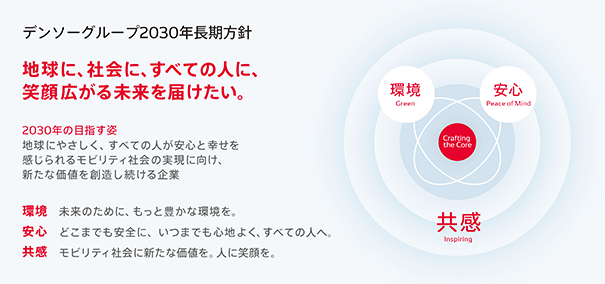 デンソーグループ2030年長期方針
地球に、社会に、すべての人に、
笑顔広がる未来を届けたい。
2030年の目指す姿
地球にやさしく、すべての人が安心と幸せを
感じられるモビリティ社会の実現に向け、
新たな価値を創造し続ける企業
環境 未来のために、もっと豊かな環境を。
安心 どこまでも安全に、いつまでも心地よく、すべての人へ。
共感 モビリティ社会に新たな価値を。人に笑顔を。
環境
Green
安心
Peace of Mind
Crafting
the Core
共感
Inspiring